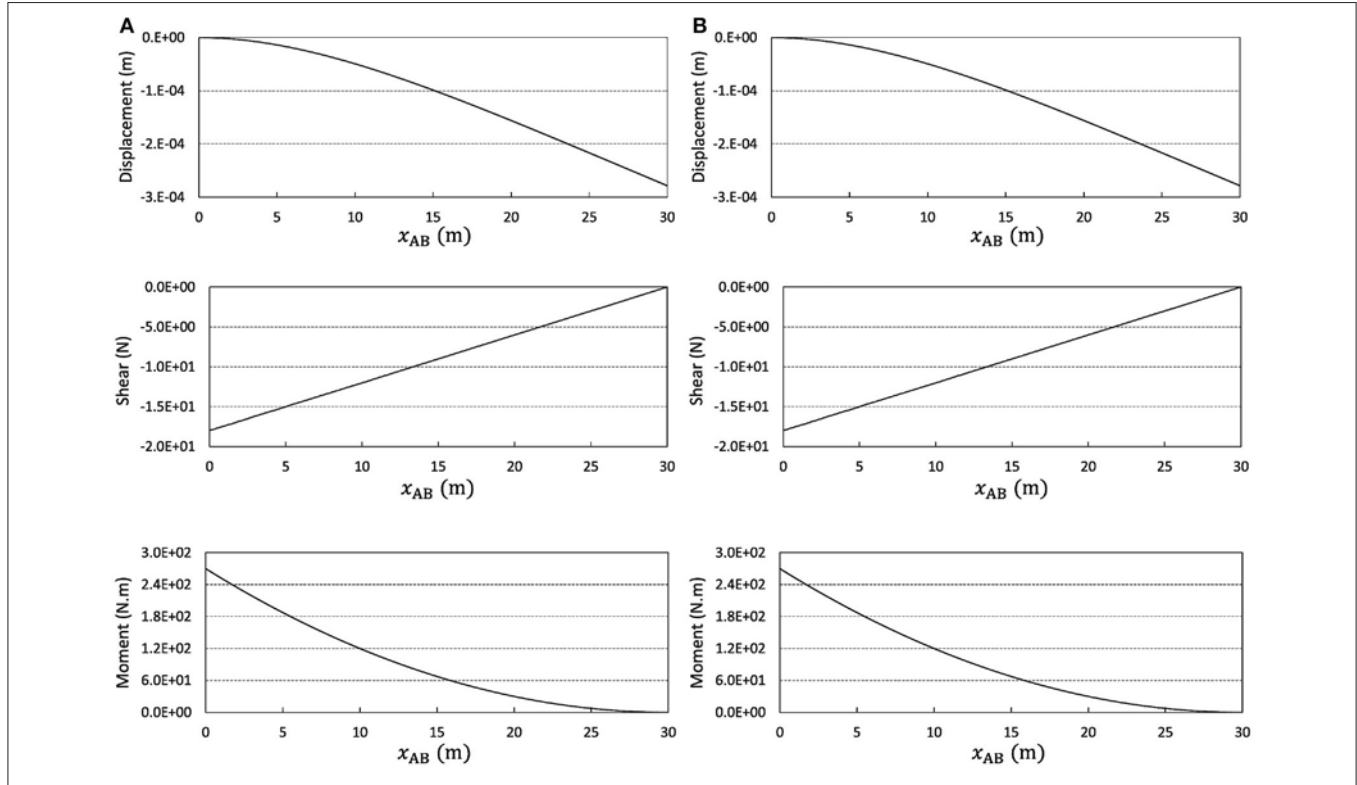 A
0.E+00
-1.E-04
-2.E-04
-3.E-04
Displacement (m)
0 5 10 15 20 25 30
x_AB (m)
B
0.E+00
-1.E-04
-2.E-04
-3.E-04
Displacement (m)
0 5 10 15 20 25 30
x_AB (m)
0.0E+00
-5.0E+00
-1.0E+01
-1.5E+01
-2.0E+01
Shear (N)
0 5 10 15 20 25 30
x_AB (m)
0.0E+00
-5.0E+00
-1.0E+01
-1.5E+01
-2.0E+01
Shear (N)
0 5 10 15 20 25 30
x_AB (m)
3.0E+02
2.4E+02
1.8E+02
1.2E+02
6.0E+01
0.0E+00
Moment (N.m)
0 5 10 15 20 25 30
x_AB (m)
3.0E+02
2.4E+02
1.8E+02
1.2E+02
6.0E+01
0.0E+00
Moment (N.m)
0 5 10 15 20 25 30
x_AB (m)